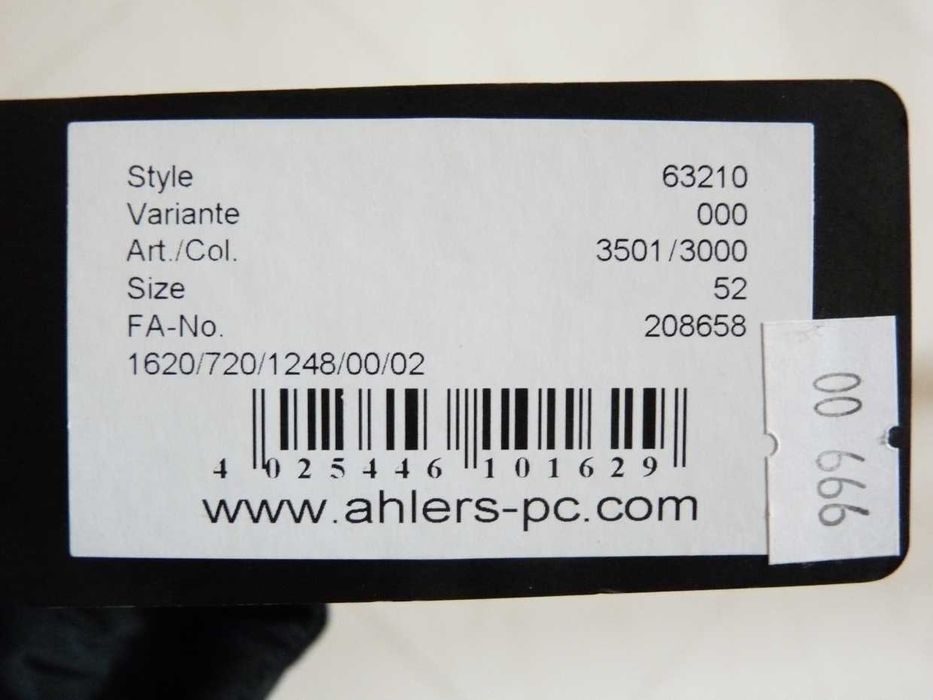 Style 63210
Variante 000
Art./Col. 3501/3000
Size 52
FA-No. 208658
1620/720/1248/00/02
4 025446 101629
www.ahlers-pc.com
999 00